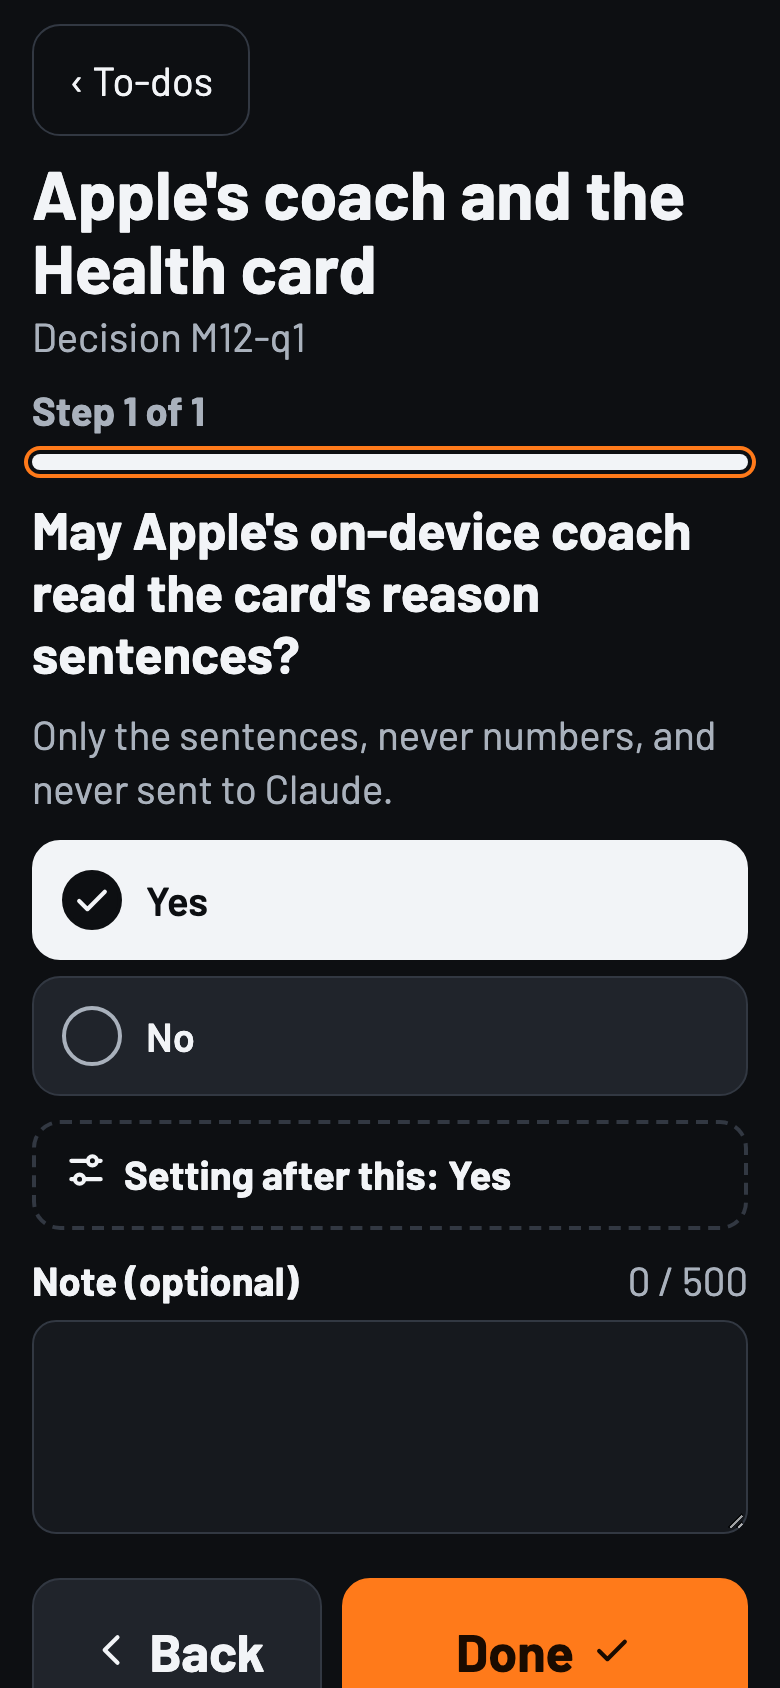 ‹ To-dos
Apple's coach and the
Health card
Decision M12-q1
Step 1 of 1
May Apple's on-device coach
read the card's reason
sentences?
Only the sentences, never numbers, and
never sent to Claude.
Yes
No
Setting after this: Yes
Note (optional) 0 / 500
Back Done